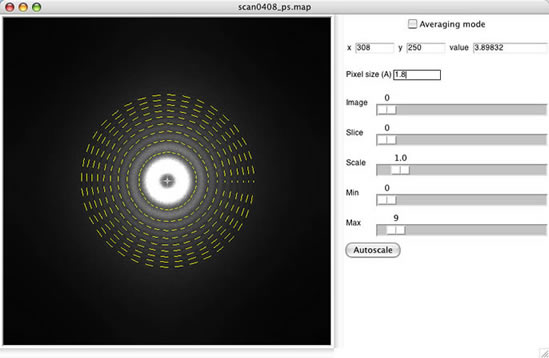 scan0408_ps.map
Averaging mode
x 308 y 250 value 3.89832
Pixel size (A) 1.8
0
Image
0
Slice
1.0
Scale
0
Min
9
Max
Autoscale